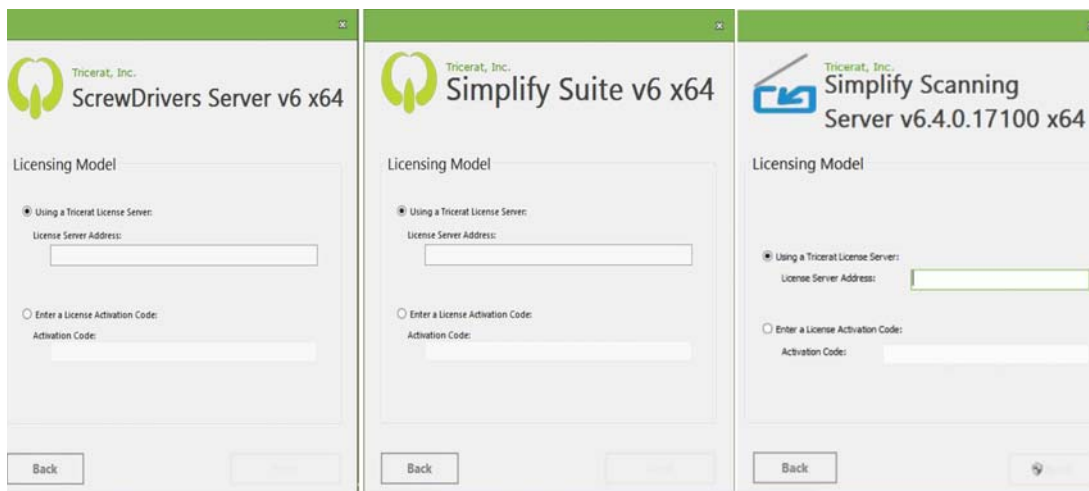 Tricerat, Inc.
ScrewDrivers Server v6 x64
Licensing Model
Using a Tricerat License Server:
License Server Address:
Enter a License Activation Code:
Activation Code:
Back
Tricerat, Inc.
Simplify Suite v6 x64
Licensing Model
Using a Tricerat License Server:
License Server Address:
Enter a License Activation Code:
Activation Code:
Back
Tricerat, Inc.
Simplify Scanning
Server v6.4.0.17100 x64
Licensing Model
Using a Tricerat License Server:
License Server Address:
Enter a License Activation Code:
Activation Code:
Back